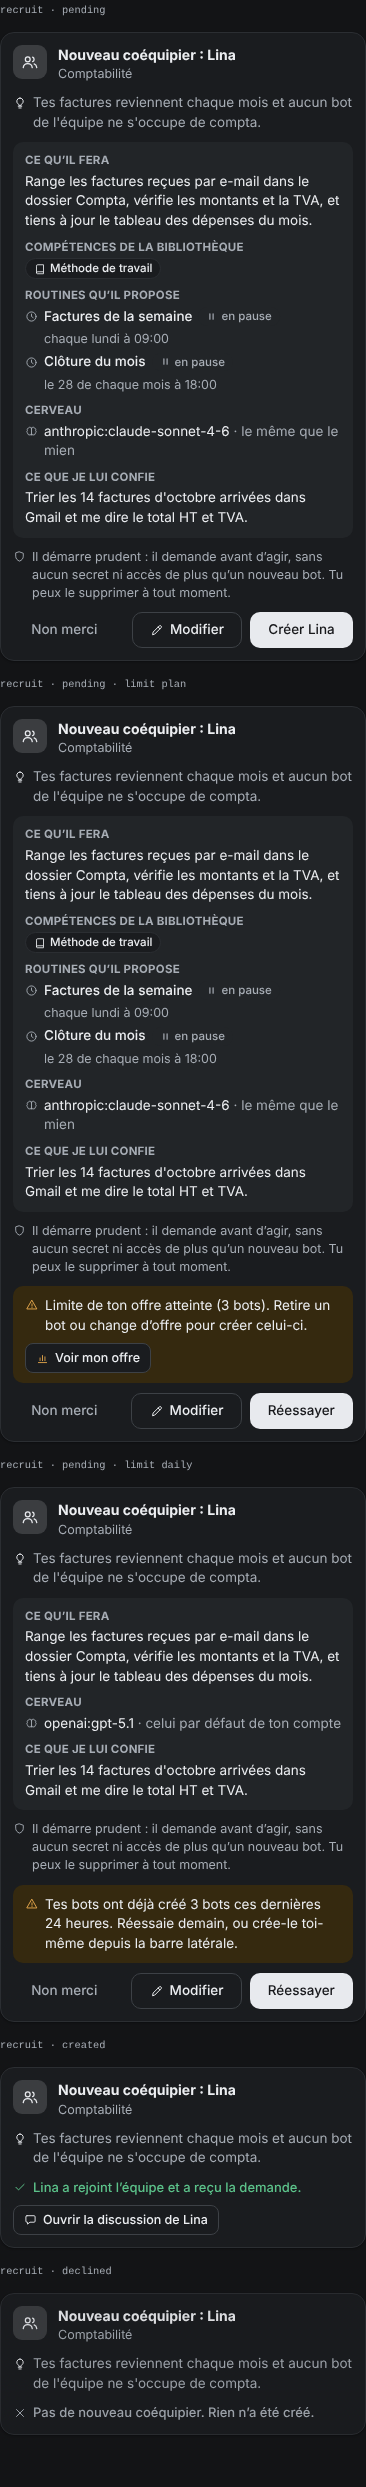 recruit · pending
Nouveau coéquipier : Lina
Comptabilité
Tes factures reviennent chaque mois et aucun bot
de l'équipe ne s'occupe de compta.
CE QU’IL FERA
Range les factures reçues par e-mail dans le
dossier Compta, vérifie les montants et la TVA, et
tiens à jour le tableau des dépenses du mois.
COMPÉTENCES DE LA BIBLIOTHÈQUE
Méthode de travail
ROUTINES QU’IL PROPOSE
Factures de la semaine en pause
chaque lundi à 09:00
Clôture du mois en pause
le 28 de chaque mois à 18:00
CERVEAU
anthropic:claude-sonnet-4-6 · le même que le
mien
CE QUE JE LUI CONFIE
Trier les 14 factures d'octobre arrivées dans
Gmail et me dire le total HT et TVA.
Il démarre prudent : il demande avant d’agir, sans
aucun secret ni accès de plus qu’un nouveau bot. Tu
peux le supprimer à tout moment.
Non merci Modifier Créer Lina
recruit · pending · limit plan
Nouveau coéquipier : Lina
Comptabilité
Tes factures reviennent chaque mois et aucun bot
de l'équipe ne s'occupe de compta.
CE QU’IL FERA
Range les factures reçues par e-mail dans le
dossier Compta, vérifie les montants et la TVA, et
tiens à jour le tableau des dépenses du mois.
COMPÉTENCES DE LA BIBLIOTHÈQUE
Méthode de travail
ROUTINES QU’IL PROPOSE
Factures de la semaine en pause
chaque lundi à 09:00
Clôture du mois en pause
le 28 de chaque mois à 18:00
CERVEAU
anthropic:claude-sonnet-4-6 · le même que le
mien
CE QUE JE LUI CONFIE
Trier les 14 factures d'octobre arrivées dans
Gmail et me dire le total HT et TVA.
Il démarre prudent : il demande avant d’agir, sans
aucun secret ni accès de plus qu’un nouveau bot. Tu
peux le supprimer à tout moment.
Limite de ton offre atteinte (3 bots). Retire un
bot ou change d’offre pour créer celui-ci.
Voir mon offre
Non merci Modifier Réessayer
recruit · pending · limit daily
Nouveau coéquipier : Lina
Comptabilité
Tes factures reviennent chaque mois et aucun bot
de l'équipe ne s'occupe de compta.
CE QU’IL FERA
Range les factures reçues par e-mail dans le
dossier Compta, vérifie les montants et la TVA, et
tiens à jour le tableau des dépenses du mois.
CERVEAU
openai:gpt-5.1 · celui par défaut de ton compte
CE QUE JE LUI CONFIE
Trier les 14 factures d'octobre arrivées dans
Gmail et me dire le total HT et TVA.
Il démarre prudent : il demande avant d’agir, sans
aucun secret ni accès de plus qu’un nouveau bot. Tu
peux le supprimer à tout moment.
Tes bots ont déjà créé 3 bots ces dernières
24 heures. Réessaie demain, ou crée-le toi-
même depuis la barre latérale.
Non merci Modifier Réessayer
recruit · created
Nouveau coéquipier : Lina
Comptabilité
Tes factures reviennent chaque mois et aucun bot
de l'équipe ne s'occupe de compta.
Lina a rejoint l’équipe et a reçu la demande.
Ouvrir la discussion de Lina
recruit · declined
Nouveau coéquipier : Lina
Comptabilité
Tes factures reviennent chaque mois et aucun bot
de l'équipe ne s'occupe de compta.
Pas de nouveau coéquipier. Rien n’a été créé.